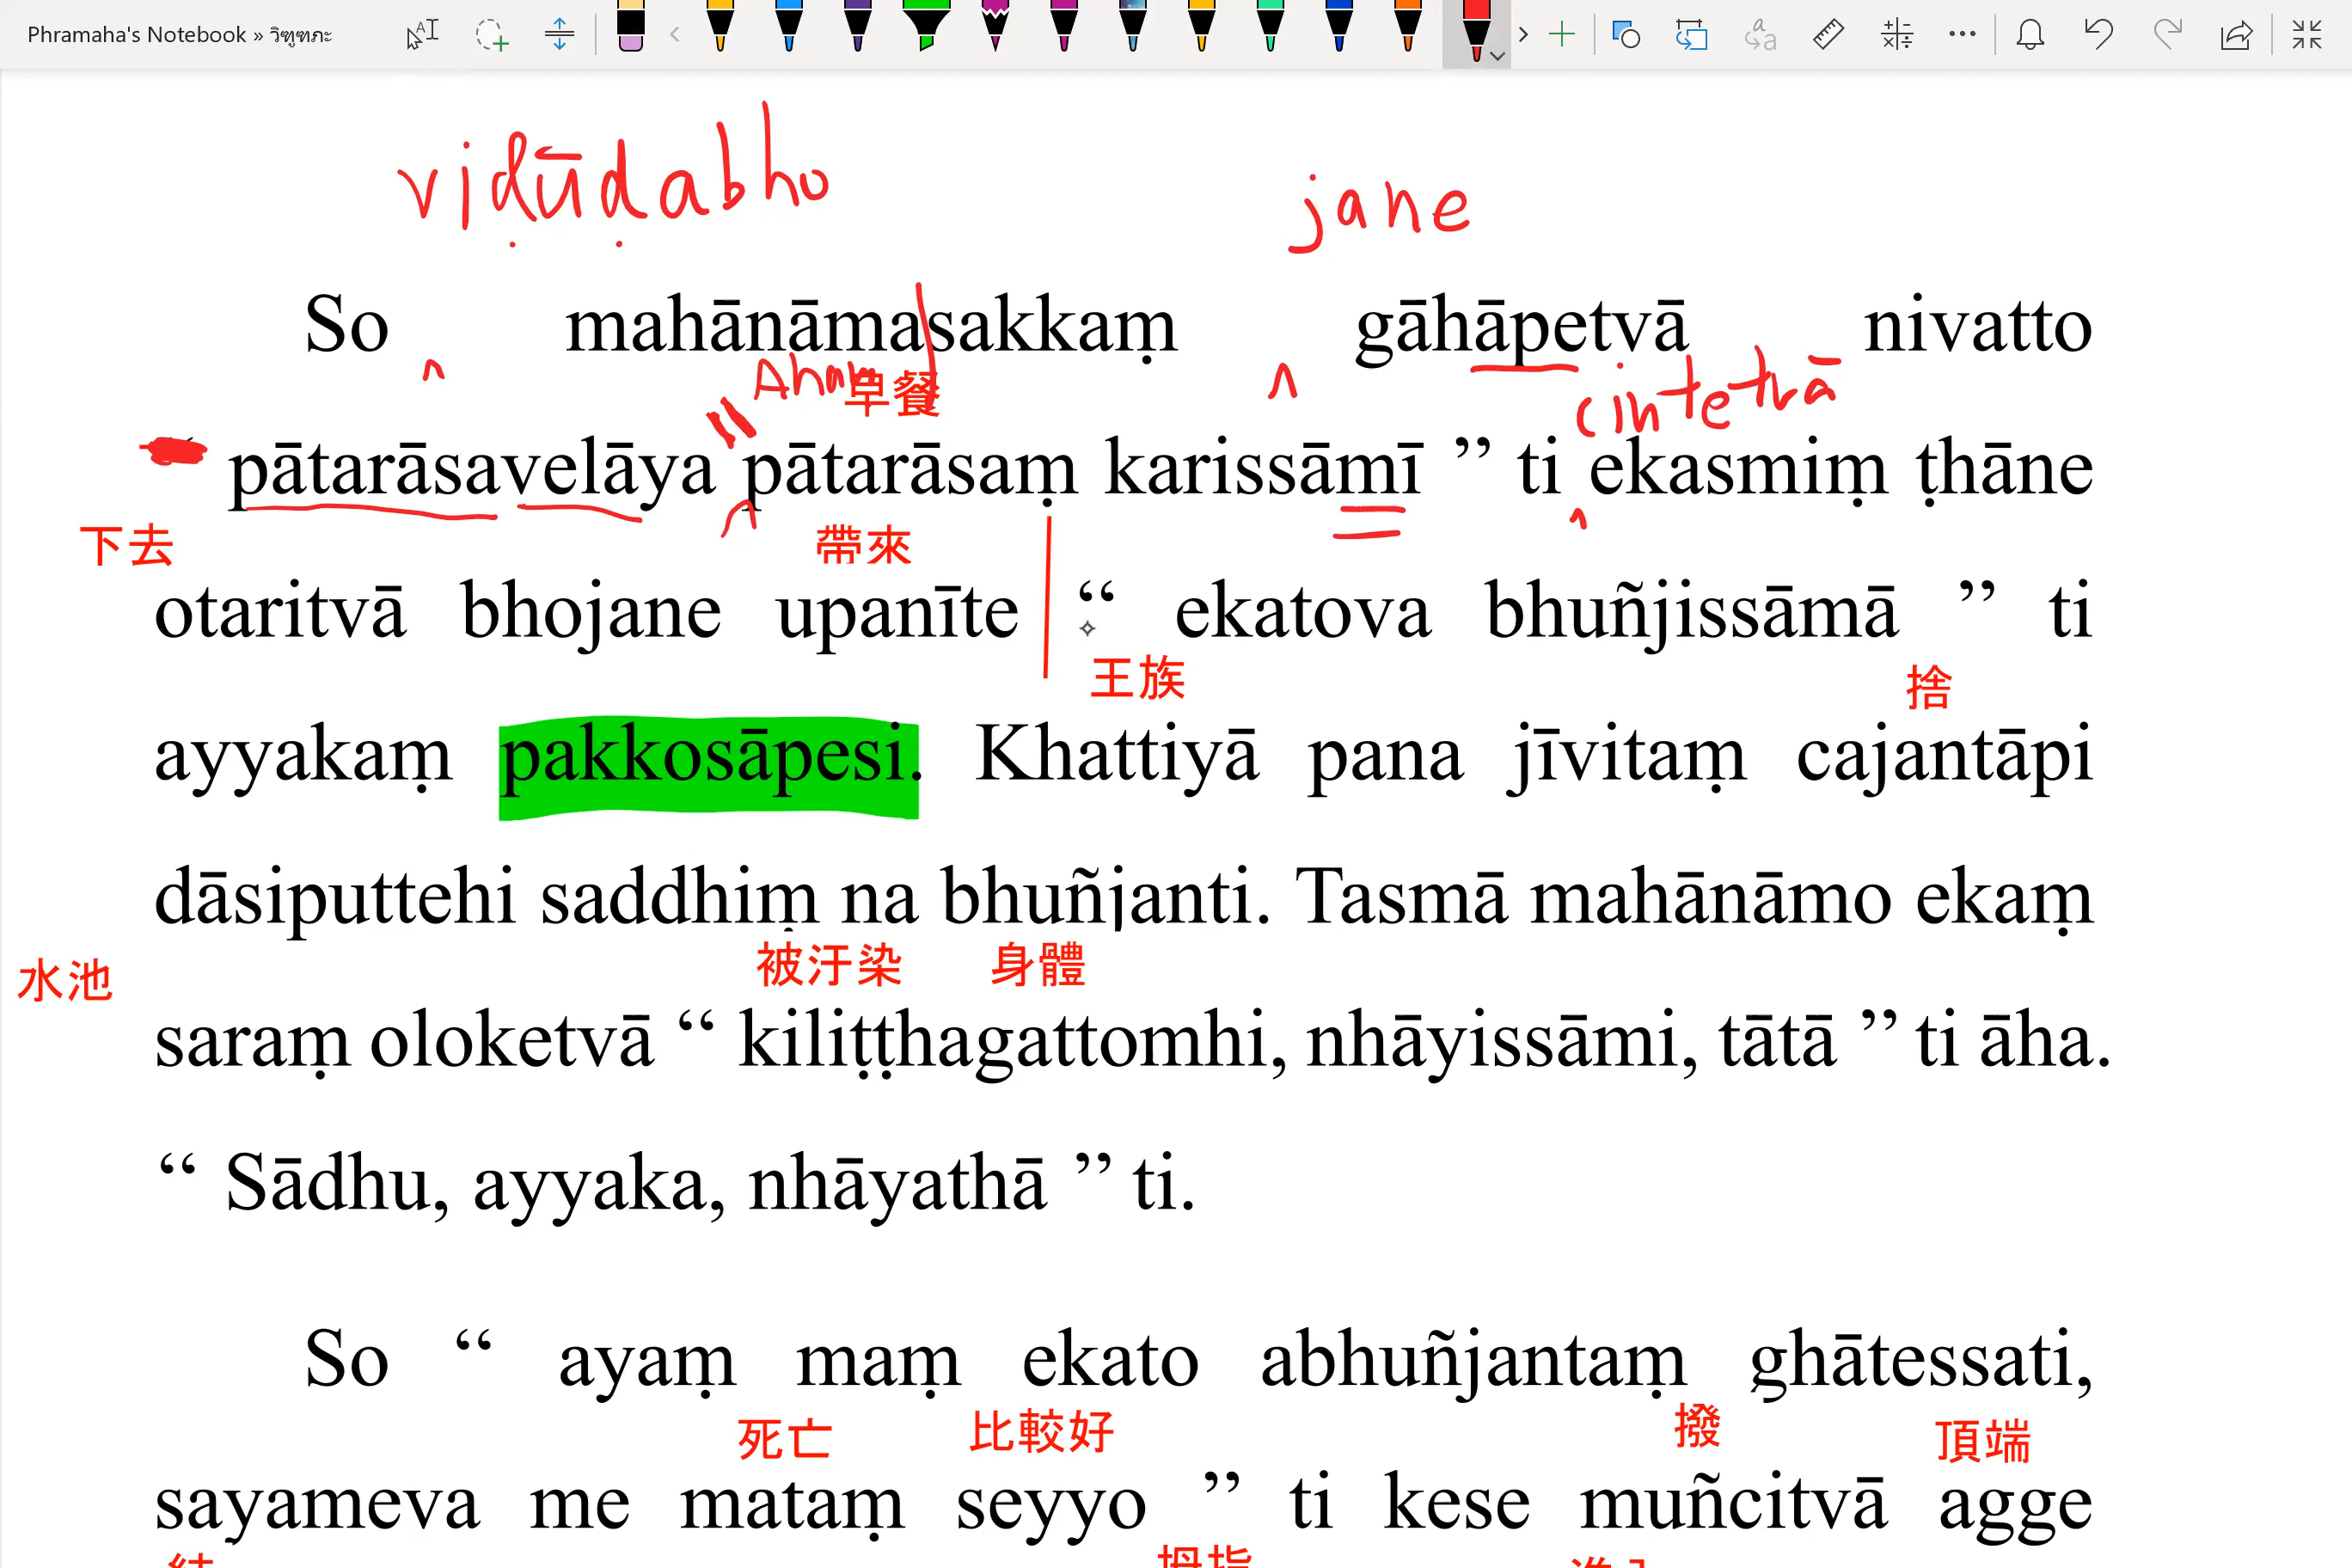 Phramaha's Notebook » วิฑูฑภะ
viḍūḍabho jane
So mahānāmasakkaṃ gāhāpetvā nivatto
早餐 cintetvā
pātarāsavelāya pātarāsaṃ karissāmī ” ti ekasmiṃ ṭhāne
下去 帶來
otaritvā bhojane upanīte “ ekatova bhuñjissāmā ” ti
王族 捨
ayyakaṃ pakkosāpesi. Khattiyā pana jīvitaṃ cajantāpi
dāsiputtehi saddhiṃ na bhuñjanti. Tasmā mahānāmo ekaṃ
水池 被汙染 身體
saraṃ oloketvā “ kiliṭṭhagattomhi, nhāyissāmi, tātā ” ti āha.
“ Sādhu, ayyaka, nhāyathā ” ti.
So “ ayaṃ maṃ ekato abhuñjantaṃ ghātessati,
死亡 比較好 撥 頂端
sayameva me mataṃ seyyo ” ti kese muñcitvā agge